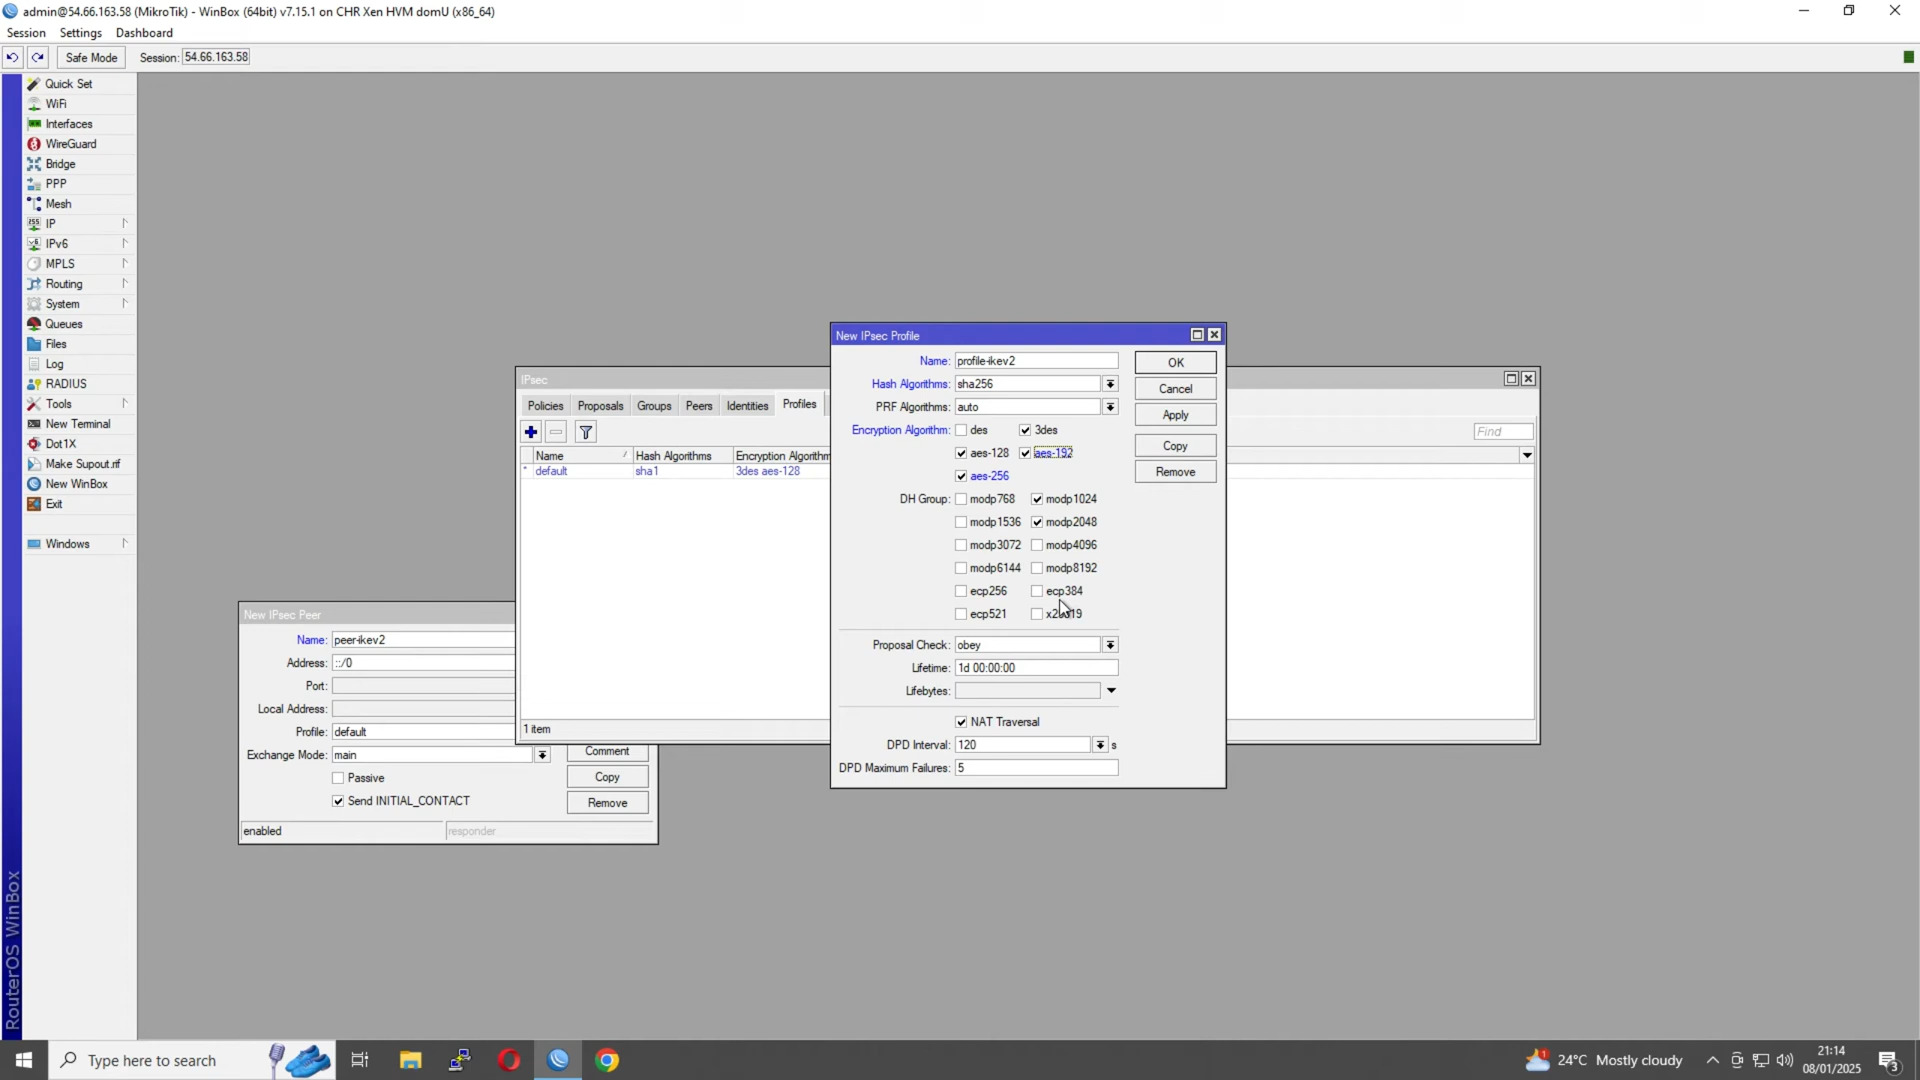 admin@54.66.163.58 (MikroTik) - WinBox (64bit) v7.15.1 on CHR Xen HVM domU (x86_64)
Session Settings Dashboard
Safe Mode Session: 54.66.163.58
Quick Set
WiFi
Interfaces
WireGuard
Bridge
PPP
Mesh
IP
IPv6
MPLS
Routing
System
Queues
Files
Log
RADIUS
Tools
New Terminal
Dot1X
Make Supout.rif
New WinBox
Exit
Windows
RouterOS WinBox
New IPsec Peer
Name: peer-ikev2
Address: ::/0
Port:
Local Address:
Profile: default
Exchange Mode: main
Passive
Send INITIAL_CONTACT
Comment
Copy
Remove
enabled responder
IPsec
Policies Proposals Groups Peers Identities Profiles
Find
Name / Hash Algorithms Encryption Algorithm
* default sha1 3des aes-128
1 item
New IPsec Profile
Name: profile-ikev2
Hash Algorithms: sha256
PRF Algorithms: auto
Encryption Algorithm: des 3des
aes-128 aes-192
aes-256
DH Group: modp768 modp1024
modp1536 modp2048
modp3072 modp4096
modp6144 modp8192
ecp256 ecp384
ecp521
Proposal Check: obey
Lifetime: 1d 00:00:00
Lifebytes:
NAT Traversal
DPD Interval: 120 s
DPD Maximum Failures: 5
OK
Cancel
Apply
Copy
Remove
Type here to search
1
24°C Mostly cloudy
21:14
08/01/2025
3